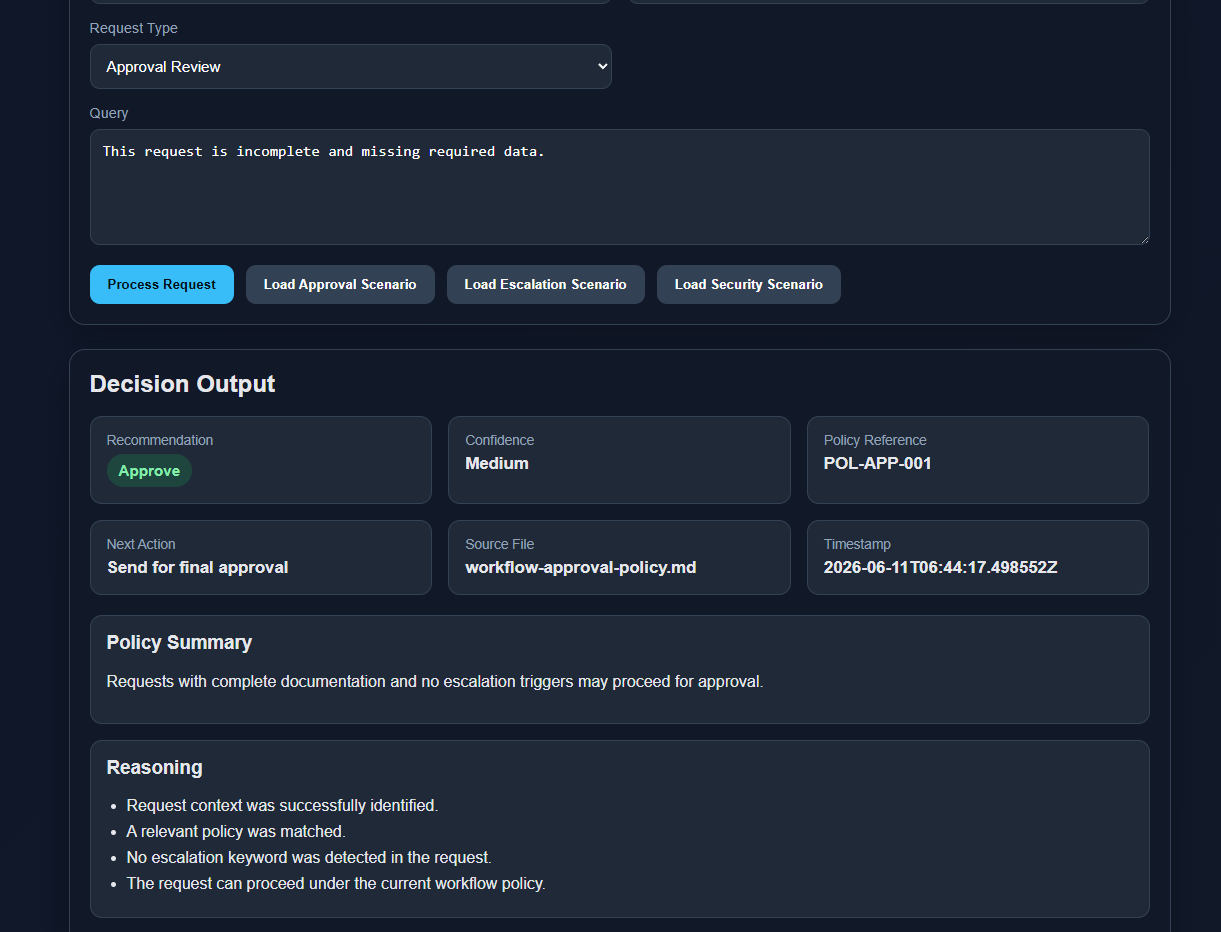 Request Type
Approval Review
Query
This request is incomplete and missing required data.
Process Request
Load Approval Scenario
Load Escalation Scenario
Load Security Scenario
Decision Output
Recommendation
Approve
Confidence
Medium
Policy Reference
POL-APP-001
Next Action
Send for final approval
Source File
workflow-approval-policy.md
Timestamp
2026-06-11T06:44:17.498552Z
Policy Summary
Requests with complete documentation and no escalation triggers may proceed for approval.
Reasoning
Request context was successfully identified.
A relevant policy was matched.
No escalation keyword was detected in the request.
The request can proceed under the current workflow policy.